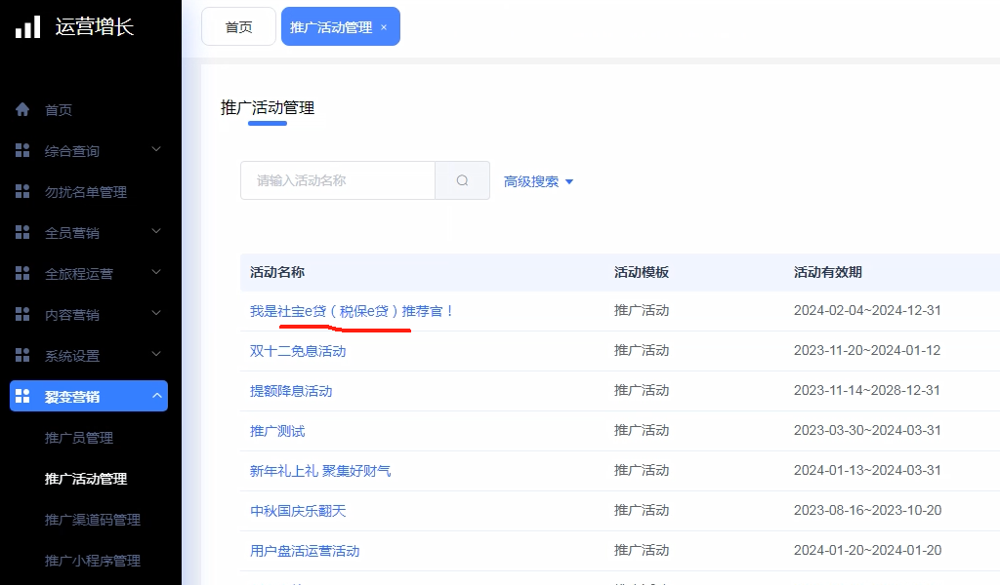 运营增长
首页
综合查询
勿扰名单管理
全员营销
全旅程运营
内容营销
系统设置
裂变营销
推广员管理
推广活动管理
推广渠道码管理
推广小程序管理
首页 推广活动管理 ×
推广活动管理
请输入活动名称 高级搜索
活动名称 活动模板 活动有效期
我是社宝e贷（税保e贷）推荐官！ 推广活动 2024-02-04~2024-12-31
双十二免息活动 推广活动 2023-11-20~2024-01-12
提额降息活动 推广活动 2023-11-14~2028-12-31
推广测试 推广活动 2023-03-30~2024-03-31
新年礼上礼 聚集好财气 推广活动 2024-01-13~2024-03-31
中秋国庆乐翻天 推广活动 2023-08-16~2023-10-20
用户盘活运营活动 推广活动 2024-01-20~2024-01-20